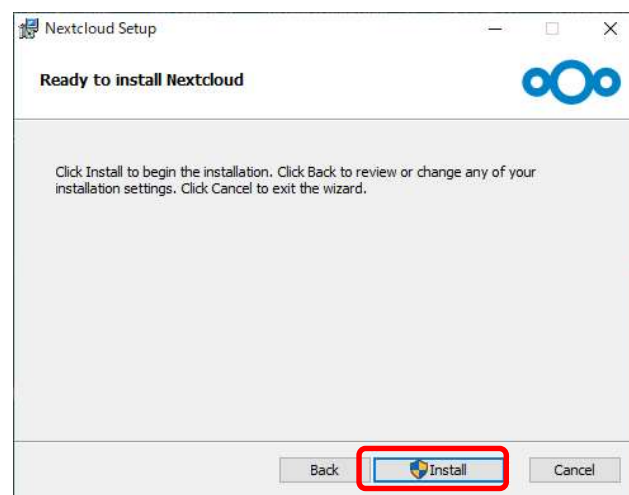 Nextcloud Setup
Ready to install Nextcloud
Click Install to begin the installation. Click Back to review or change any of your
installation settings. Click Cancel to exit the wizard.
Back Install Cancel